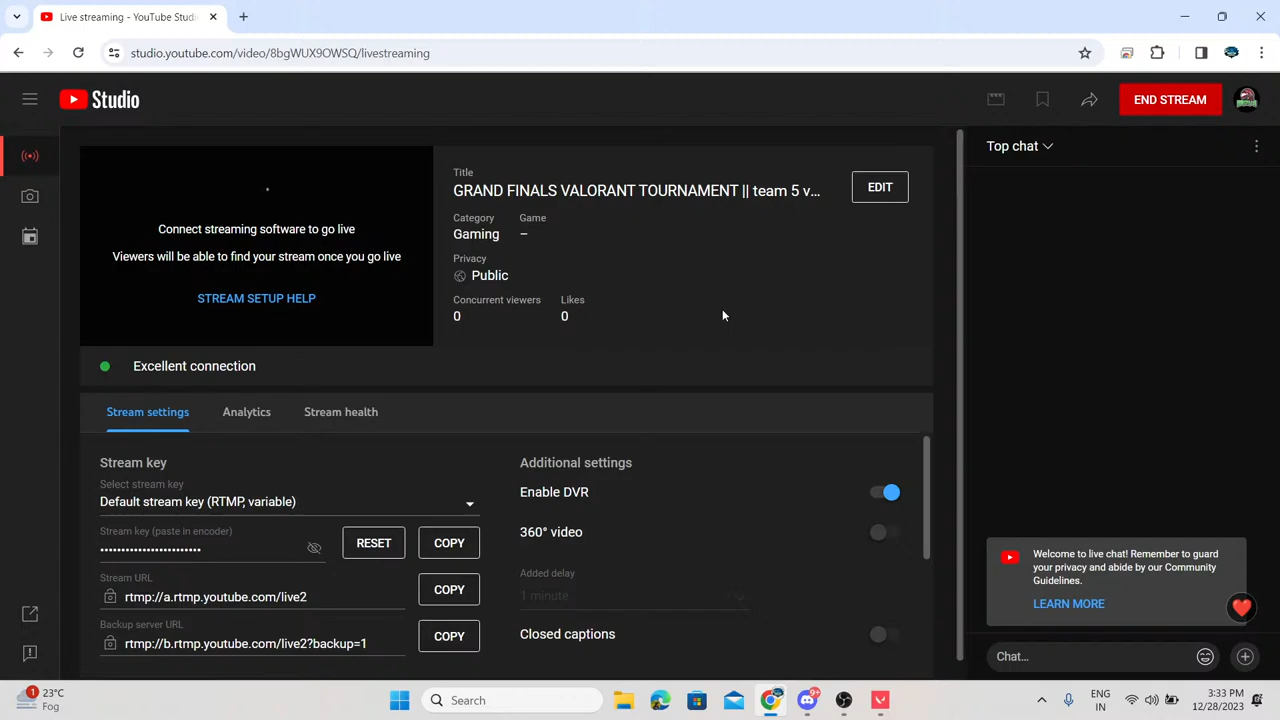 Live streaming - YouTube Studi
studio.youtube.com/video/8bgWUX9OWSQ/livestreaming
Studio
END STREAM
Top chat
Title
GRAND FINALS VALORANT TOURNAMENT || team 5 v...
EDIT
Category
Game
Gaming
–
Privacy
Public
Concurrent viewers
Likes
0
0
Connect streaming software to go live
Viewers will be able to find your stream once you go live
STREAM SETUP HELP
Excellent connection
Stream settings
Analytics
Stream health
Stream key
Select stream key
Default stream key (RTMP, variable)
Stream key (paste in encoder)
••••••••••••••••••••••••
RESET
COPY
Stream URL
rtmp://a.rtmp.youtube.com/live2
COPY
Backup server URL
rtmp://b.rtmp.youtube.com/live2?backup=1
COPY
Additional settings
Enable DVR
360° video
Added delay
1 minute
Closed captions
Welcome to live chat! Remember to guard
your privacy and abide by our Community
Guidelines.
LEARN MORE
Chat...
1
23°C
Fog
Search
9+
ENG
IN
3:33 PM
12/28/2023